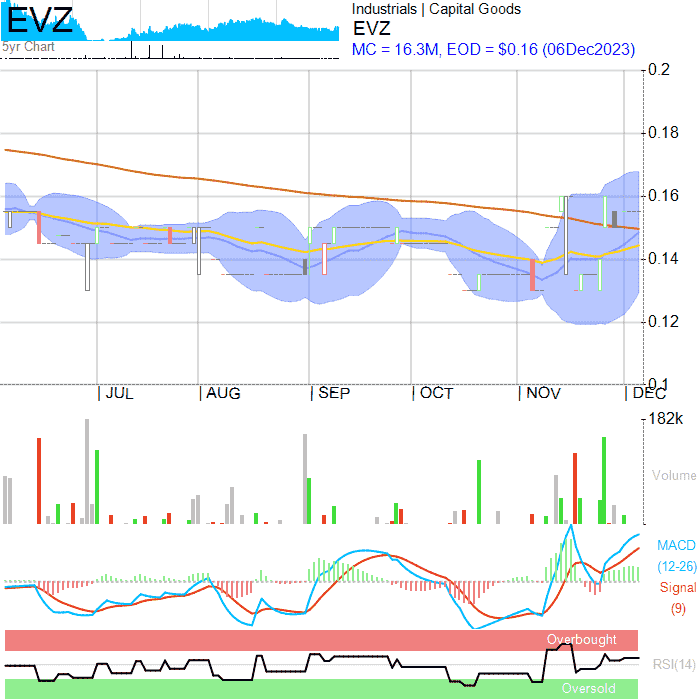 Industrials | Capital Goods
EVZ
EVZ
MC = 16.3M, EOD = $0.16 (06Dec2023)
5yr Chart
0.2
0.18
0.16
0.14
0.12
0.1
| JUL | AUG | SEP | OCT | NOV | DEC
182k
Volume
MACD
(12-26)
Signal
(9)
Overbought
RSI(14)
Oversold